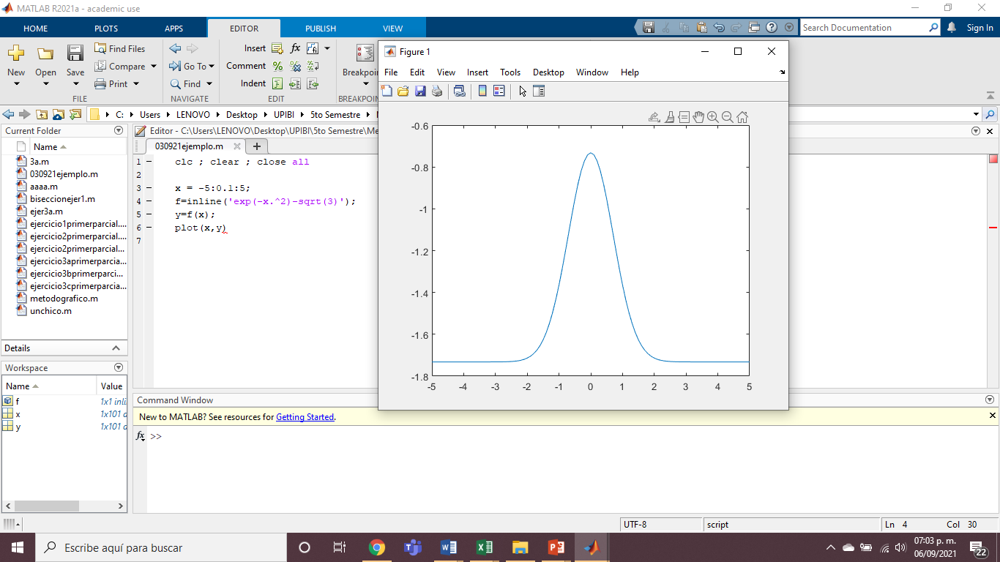 MATLAB R2021a - academic use
HOME PLOTS APPS EDITOR PUBLISH VIEW
Search Documentation
Sign In
New
Open
Save
Find Files
Compare
Print
FILE
Go To
Find
NAVIGATE
Insert fx
Comment
Indent
EDIT
Breakpoin
BREAKPOIN
C: Users LENOVO Desktop UPIBI 5to Semestre
Current Folder
Name
3a.m
030921ejemplo.m
aaaa.m
biseccionejer1.m
ejer3a.m
ejercicio1primerparcial....
ejercicio2primerparcial....
ejercicio2primerparcial...
ejercicio3aprimerparcia...
ejercicio3bprimerparci...
ejercicio3cprimerparcia...
metodografico.m
unchico.m
Details
Workspace
Name Value
f 1x1 inli
x 1x101 d
y 1x101 d
Editor - C:\Users\LENOVO\Desktop\UPIBI\5to Semestre\Me
030921ejemplo.m
1 clc ; clear ; close all
2
3 x = -5:0.1:5;
4 f=inline('exp(-x.^2)-sqrt(3)');
5 y=f(x);
6 plot(x,y)
7
Figure 1
File Edit View Insert Tools Desktop Window Help
-0.6
-0.8
-1
-1.2
-1.4
-1.6
-1.8
-5 -4 -3 -2 -1 0 1 2 3 4 5
Command Window
New to MATLAB? See resources for Getting Started.
fx >>
UTF-8 script Ln 4 Col 30
Escribe aquí para buscar
07:03 p. m.
06/09/2021
22